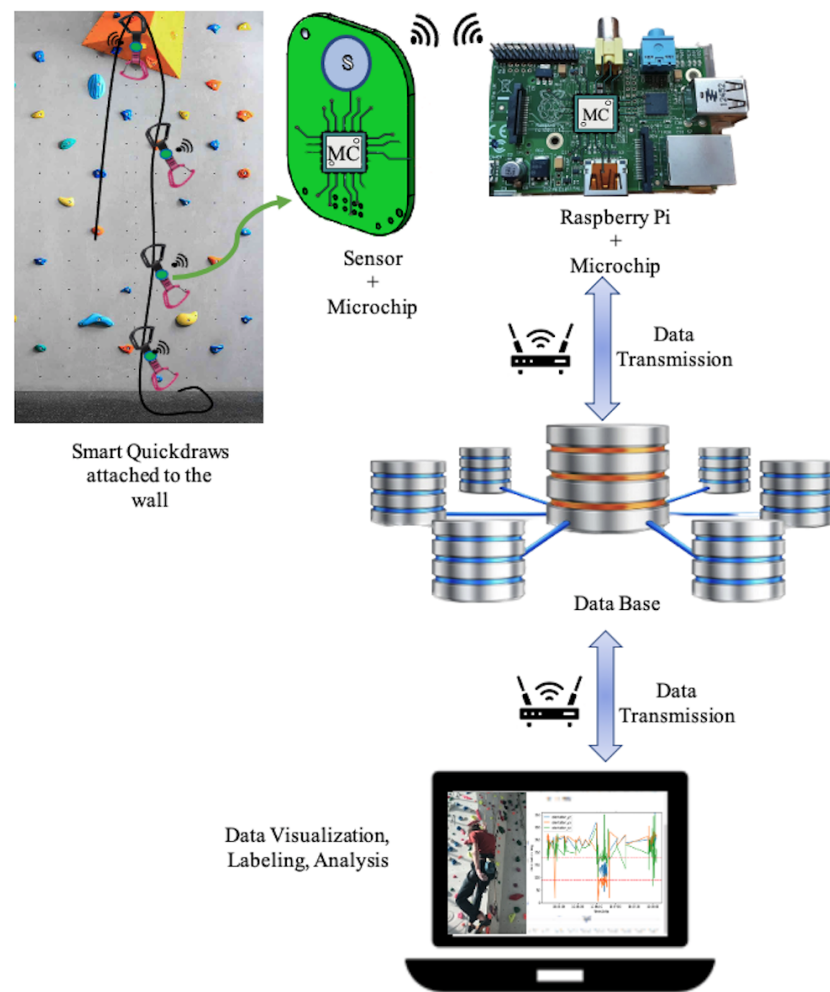 S
MC
MC
Sensor
+
Microchip
Raspberry Pi
+
Microchip
Smart Quickdraws
attached to the
wall
Data
Transmission
Data Base
Data
Transmission
Data Visualization,
Labeling, Analysis